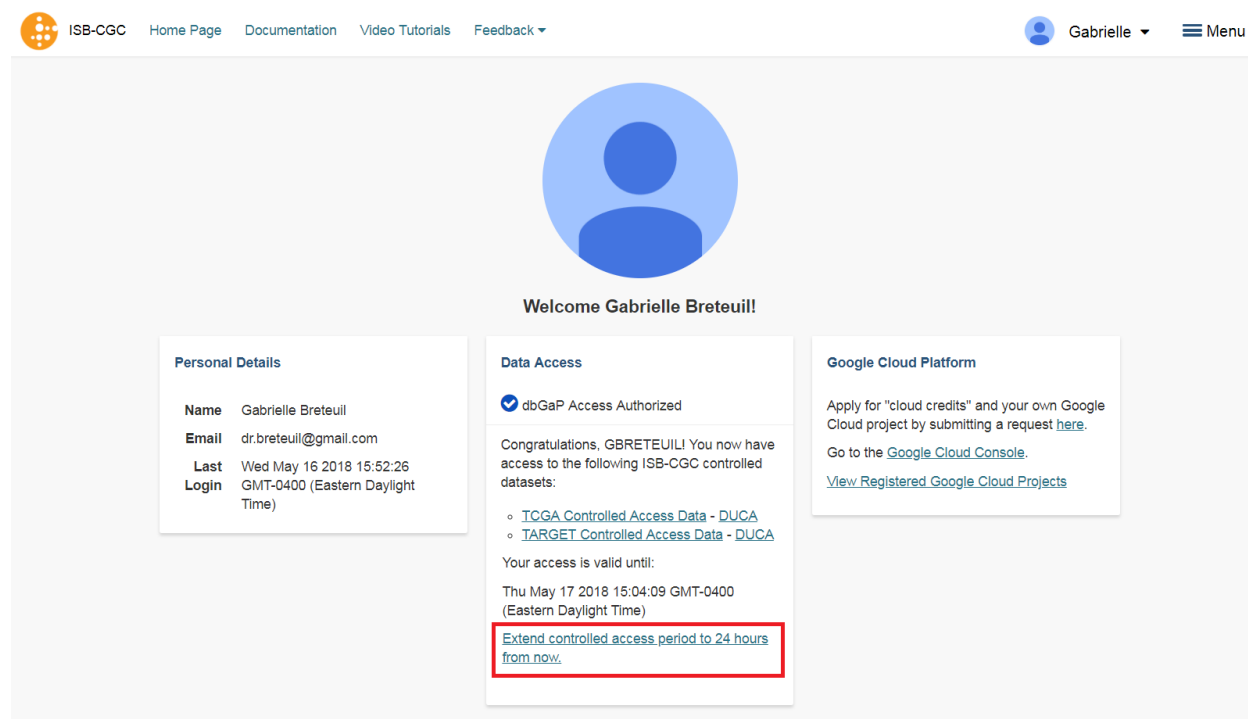 ISB-CGC Home Page Documentation Video Tutorials Feedback Gabrielle Menu
Welcome Gabrielle Breteuil!
Personal Details
Name Gabrielle Breteuil
Email dr.breteuil@gmail.com
Last Wed May 16 2018 15:52:26
Login GMT-0400 (Eastern Daylight
Time)
Data Access
dbGaP Access Authorized
Congratulations, GBRETEUIL! You now have
access to the following ISB-CGC controlled
datasets:
TCGA Controlled Access Data - DUCA
TARGET Controlled Access Data - DUCA
Your access is valid until:
Thu May 17 2018 15:04:09 GMT-0400
(Eastern Daylight Time)
Extend controlled access period to 24 hours
from now.
Google Cloud Platform
Apply for "cloud credits" and your own Google
Cloud project by submitting a request here.
Go to the Google Cloud Console.
View Registered Google Cloud Projects